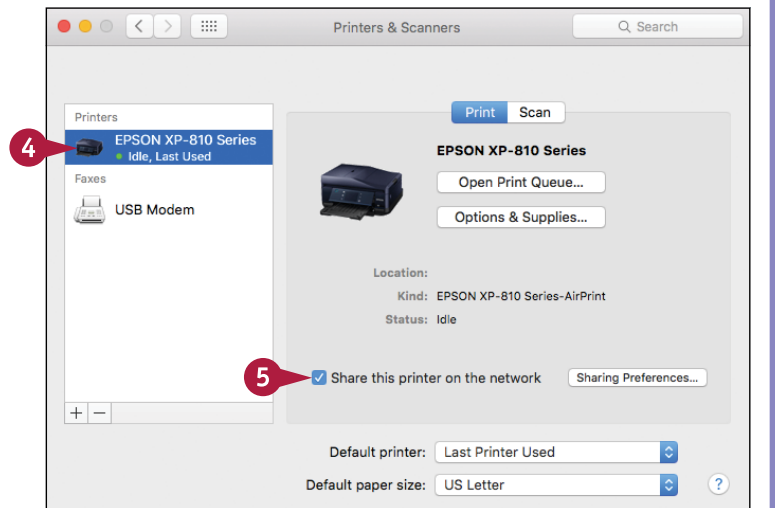 Printers & Scanners
Search
Printers
EPSON XP-810 Series
Idle, Last Used
Faxes
USB Modem
Print Scan
EPSON XP-810 Series
Open Print Queue...
Options & Supplies...
Location:
Kind: EPSON XP-810 Series-AirPrint
Status: Idle
4
5
Share this printer on the network Sharing Preferences...
+ −
Default printer: Last Printer Used
Default paper size: US Letter ?